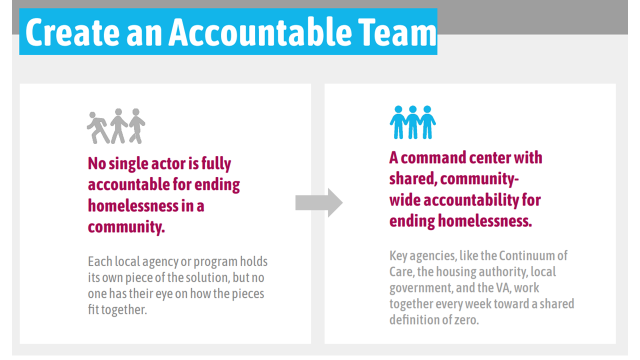 Create an Accountable Team
No single actor is fully
accountable for ending
homelessness in a
community.
Each local agency or program holds
its own piece of the solution, but no
one has their eye on how the pieces
fit together.
A command center with
shared, community-
wide accountability for
ending homelessness.
Key agencies, like the Continuum of
Care, the housing authority, local
government, and the VA, work
together every week toward a shared
definition of zero.